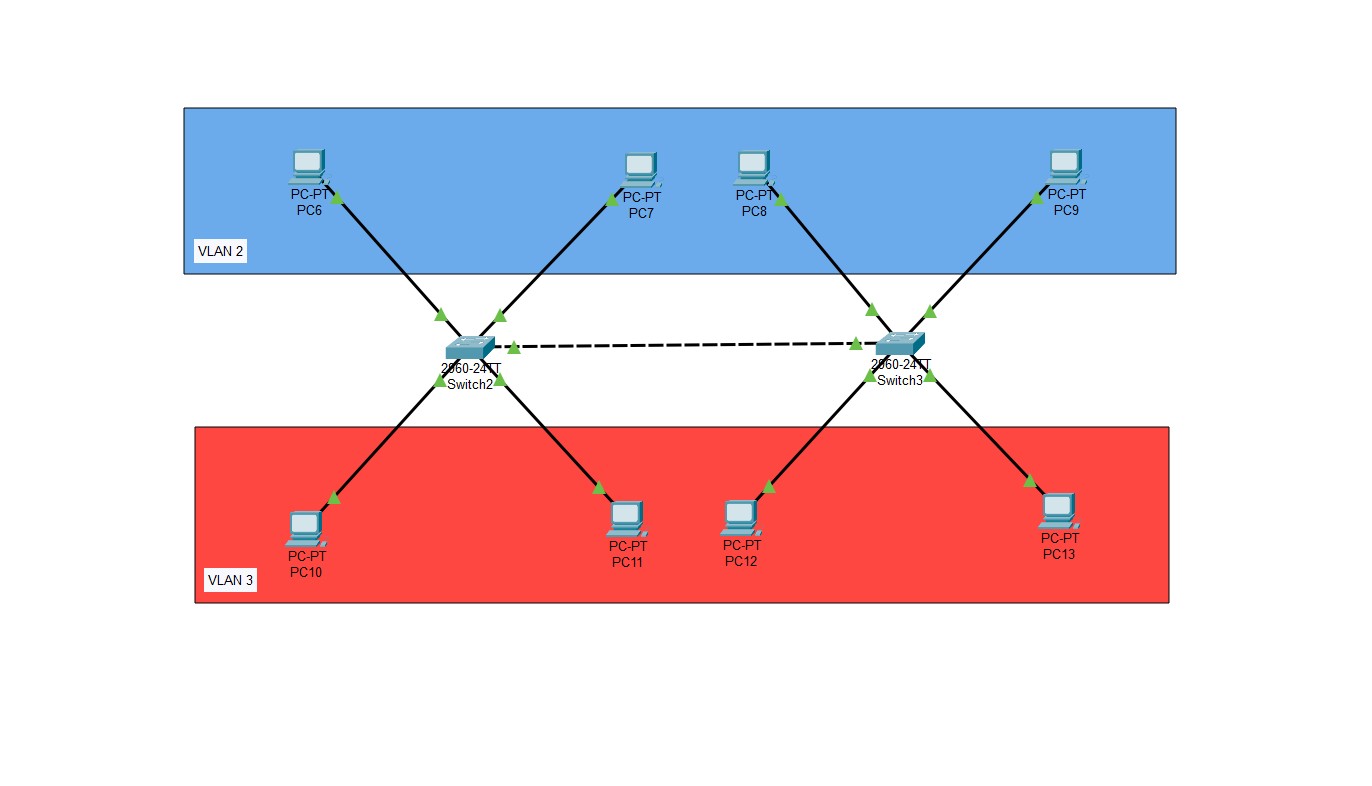 PC-PT
PC6
PC-PT
PC7
PC-PT
PC8
PC-PT
PC9
VLAN 2
2960-24TT
Switch2
2960-24TT
Switch3
PC-PT
PC10
PC-PT
PC11
PC-PT
PC12
PC-PT
PC13
VLAN 3